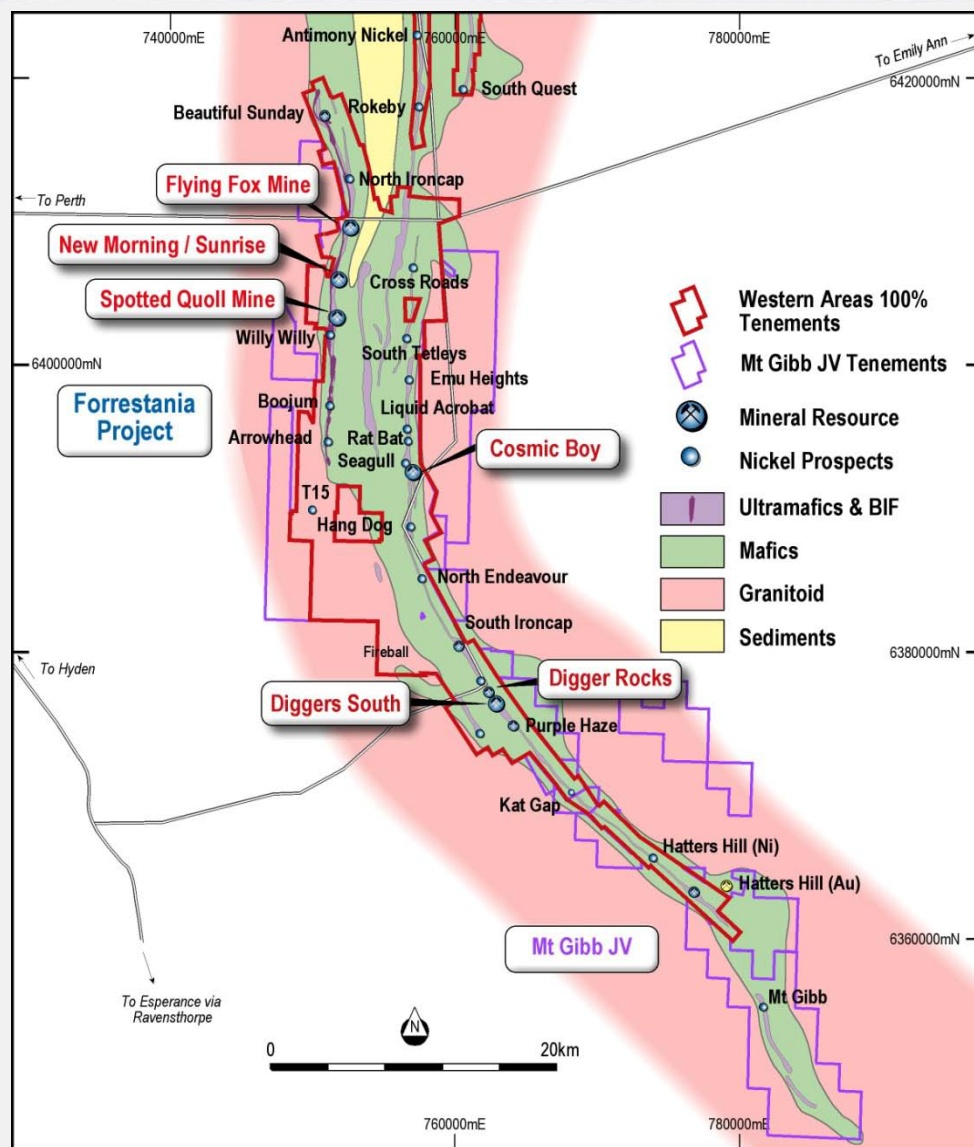 740000mE
760000mE
780000mE
Antimony Nickel
To Emily Ann
6420000mN
South Quest
Beautiful Sunday
Rokeby
Flying Fox Mine
North Ironcap
To Perth
New Morning / Sunrise
Cross Roads
Spotted Quoll Mine
Willy Willy
South Tetleys
6400000mN
Emu Heights
Forrestania
Project
Boojum
Liquid Acrobat
Arrowhead
Rat Bat
Seagull
Cosmic Boy
T15
Hang Dog
North Endeavour
South Ironcap
Fireball
6380000mN
To Hyden
Digger Rocks
Diggers South
Purple Haze
Kat Gap
Hatters Hill (Ni)
Hatters Hill (Au)
Mt Gibb JV
6360000mN
Mt Gibb
To Esperance via
Ravensthorpe
N
0
20km
760000mE
780000mE
Western Areas 100%
Tenements
Mt Gibb JV Tenements
Mineral Resource
Nickel Prospects
Ultramafics & BIF
Mafics
Granitoid
Sediments